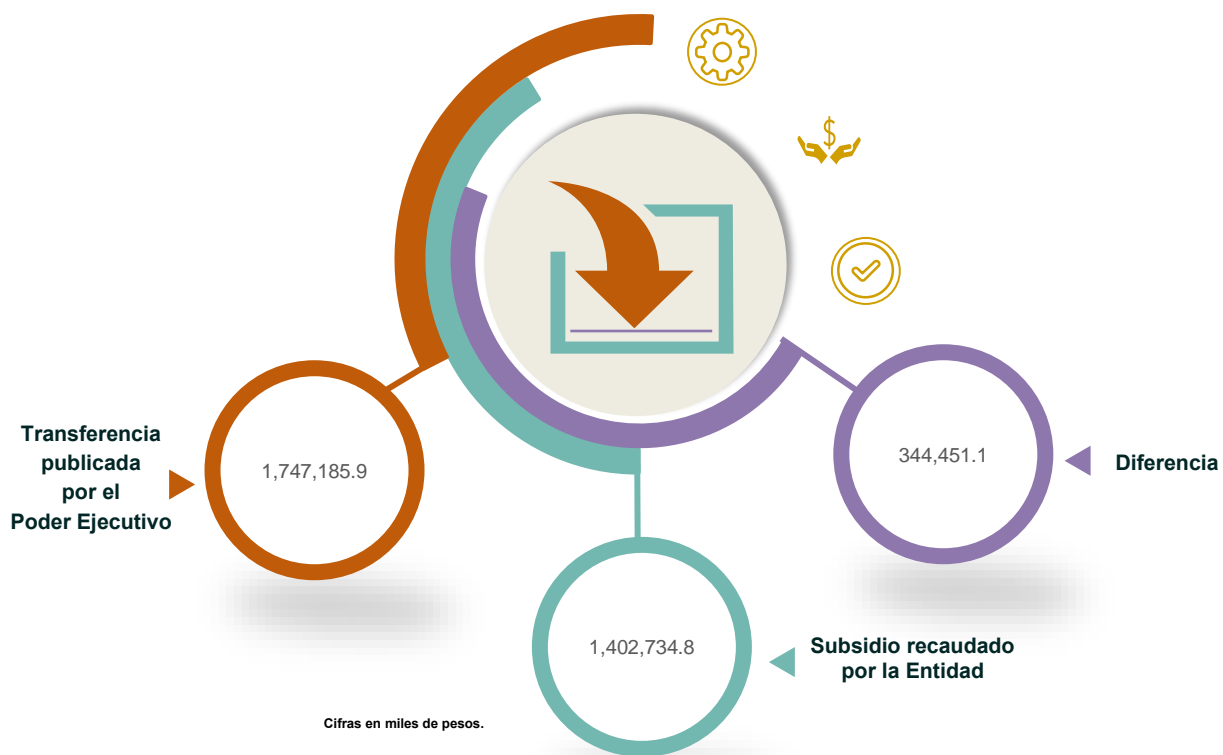 Transferencia
publicada
por el
Poder Ejecutivo
1,747,185.9
344,451.1
Diferencia
1,402,734.8
Subsidio recaudado
por la Entidad
Cifras en miles de pesos.
$